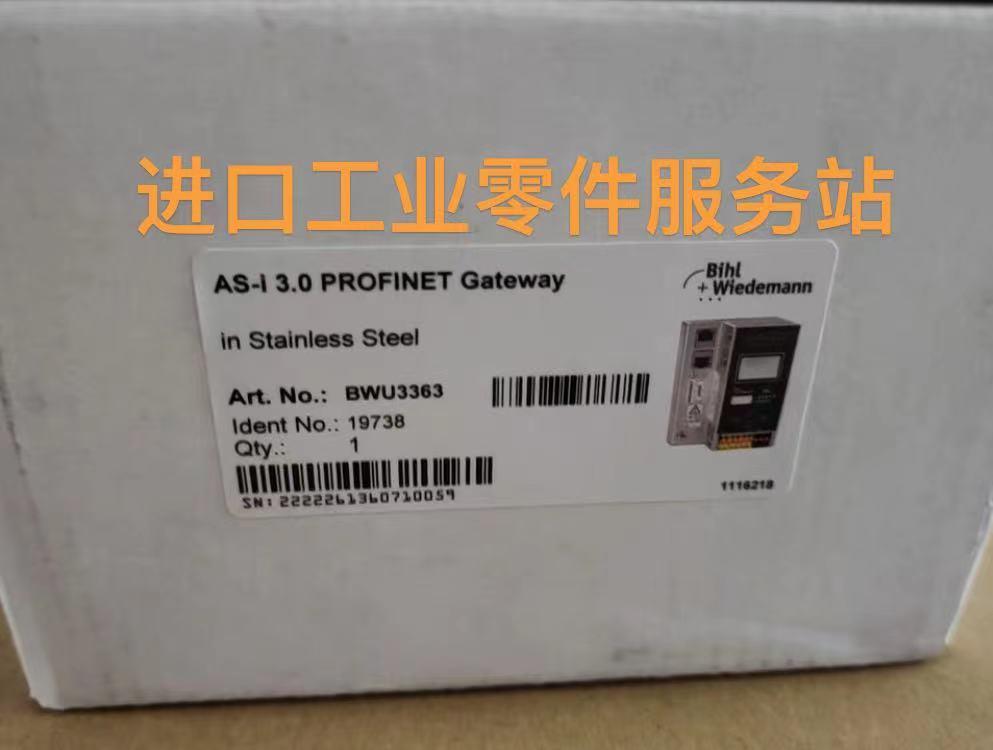 进口工业零件服务站
AS-i 3.0 PROFINET Gateway
Bihl
+ Wiedemann
in Stainless Steel
Art. No.: BWU3363
Ident No.: 19738
Qty.: 1
SN: 2222261360710059
1116218